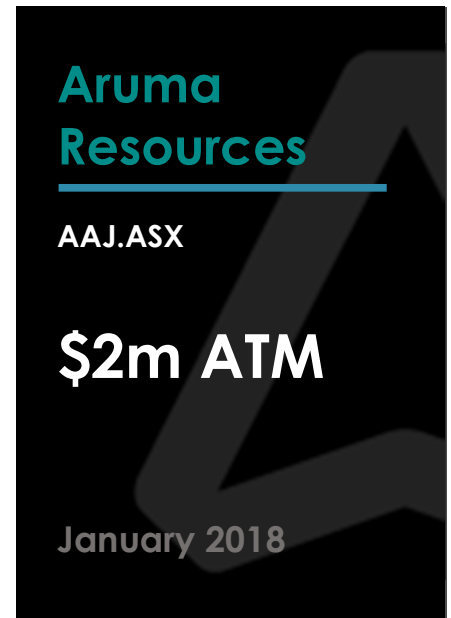 Aruma
Resources
AAJ.ASX
$2m ATM
January 2018